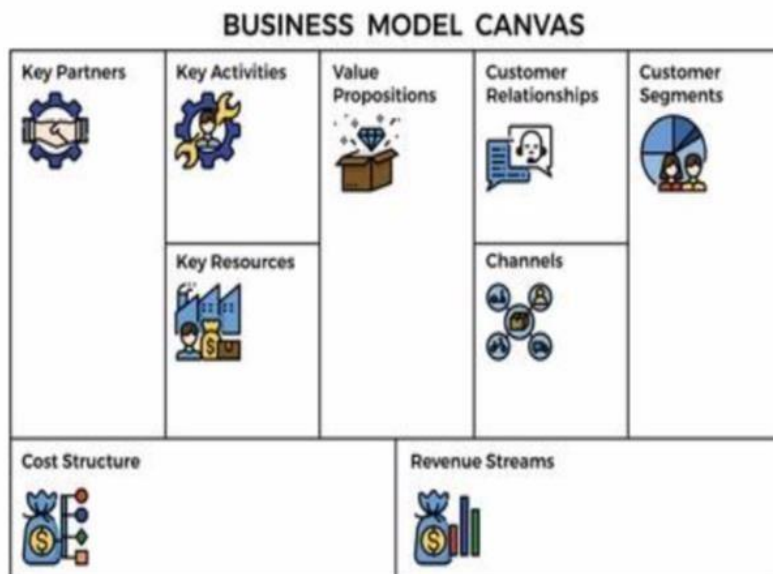 BUSINESS MODEL CANVAS
Key Partners
Key Activities
Value
Propositions
Customer
Relationships
Customer
Segments
Key Resources
Channels
Cost Structure
Revenue Streams